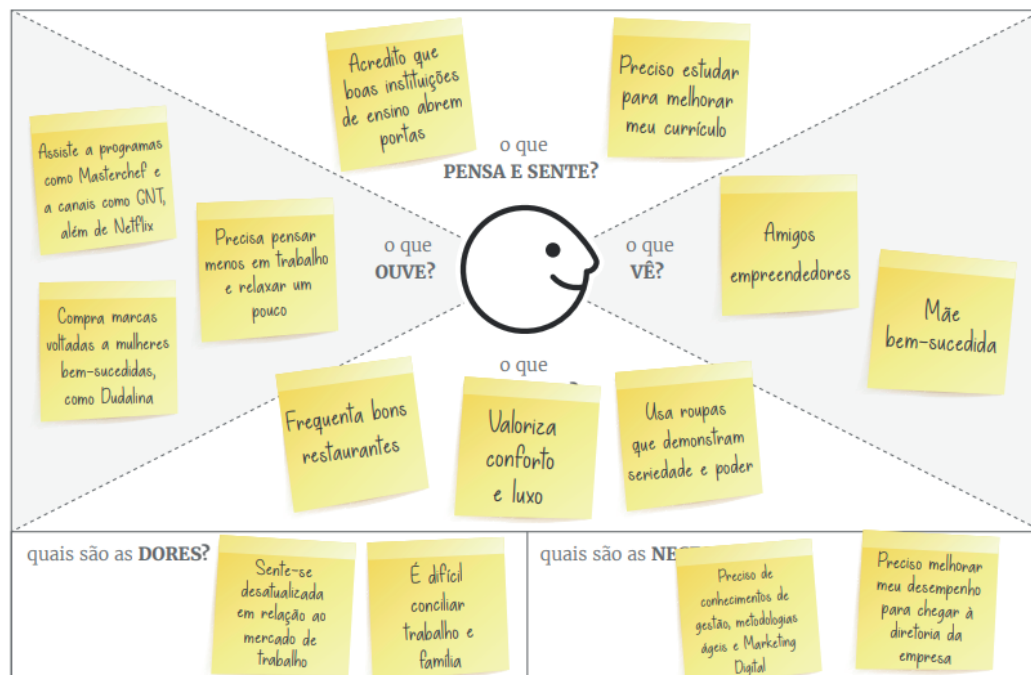 Acredito que
boas instituições
de ensino abrem
portas
Preciso estudar
para melhorar
meu currículo
o que
PENSA E SENTE?
Assiste a programas
como Masterchef e
a canais como GNT,
além de Netflix
Precisa pensar
menos em trabalho
e relaxar um
pouco
Compra marcas
voltadas a mulheres
bem-sucedidas,
como Dudalina
o que
OUVE?
o que
VÊ?
Amigos
empreendedores
Mãe
bem-sucedida
o que
Frequenta bons
restaurantes
Valoriza
conforto
e luxo
Usa roupas
que demonstram
seriedade e poder
quais são as DORES?
Sente-se
desatualizada
em relação ao
mercado de
trabalho
É difícil
conciliar
trabalho e
família
quais são as
Preciso de
conhecimentos de
gestão, metodologias
ágeis e Marketing
Digital
Preciso melhorar
meu desempenho
para chegar à
diretoria da
empresa